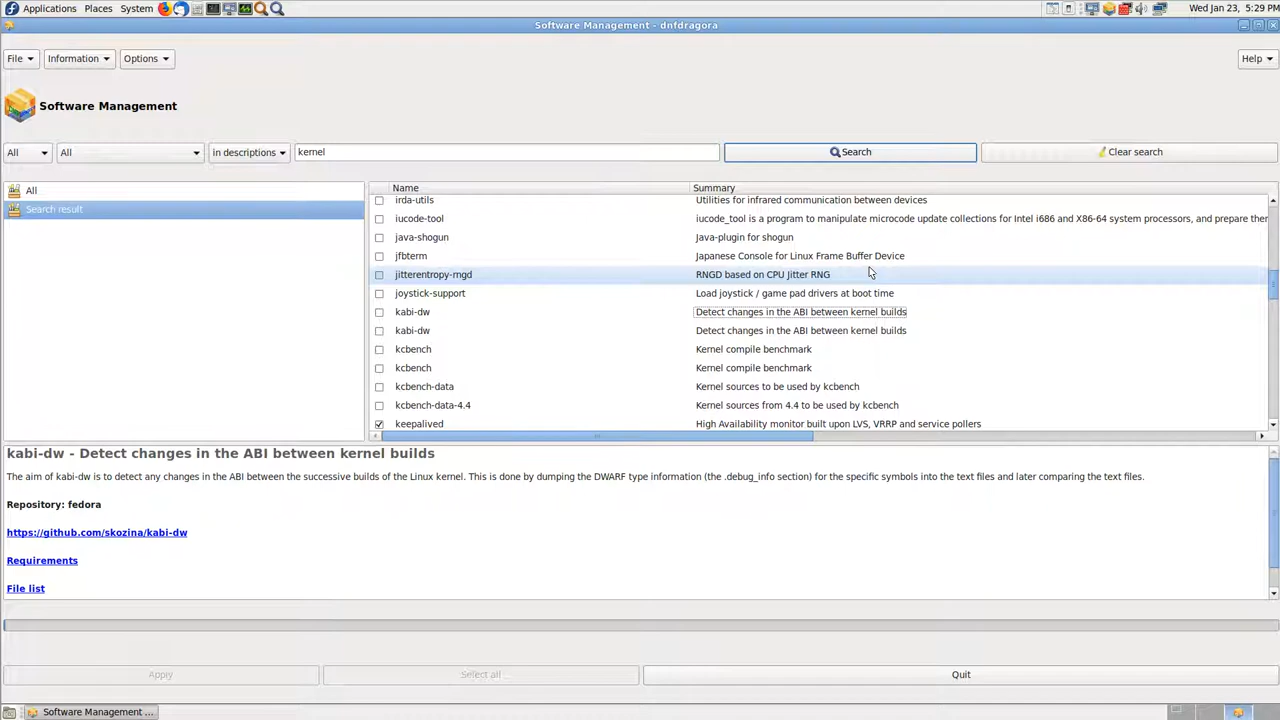 Applications Places System Wed Jan 23, 5:29 PM
Software Management - dnfdragora
File Information Options Help
Software Management
All All in descriptions kernel Search Clear search
All
Search result
Name Summary
irda-utils Utilities for infrared communication between devices
iucode-tool iucode_tool is a program to manipulate microcode update collections for Intel i686 and X86-64 system processors, and prepare ther
java-shogun Java-plugin for shogun
jfbterm Japanese Console for Linux Frame Buffer Device
jitterentropy-rngd RNGD based on CPU Jitter RNG
joystick-support Load joystick / game pad drivers at boot time
kabi-dw Detect changes in the ABI between kernel builds
kabi-dw Detect changes in the ABI between kernel builds
kcbench Kernel compile benchmark
kcbench Kernel compile benchmark
kcbench-data Kernel sources to be used by kcbench
kcbench-data-4.4 Kernel sources from 4.4 to be used by kcbench
keepalived High Availability monitor built upon LVS, VRRP and service pollers
kabi-dw - Detect changes in the ABI between kernel builds
The aim of kabi-dw is to detect any changes in the ABI between the successive builds of the Linux kernel. This is done by dumping the DWARF type information (the .debug_info section) for the specific symbols into the text files and later comparing the text files.
Repository: fedora
https://github.com/skozina/kabi-dw
Requirements
File list
Apply Select all Quit
Software Management ...